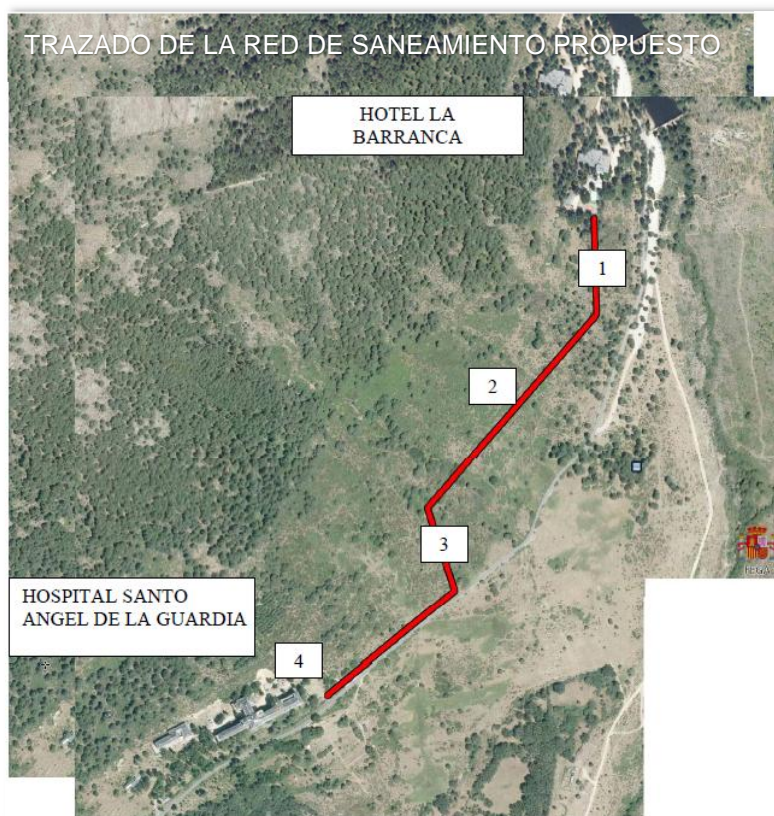 TRAZADO DE LA RED DE SANEAMIENTO PROPUESTO
HOTEL LA
BARRANCA
1
2
3
HOSPITAL SANTO
ANGEL DE LA GUARDIA
4